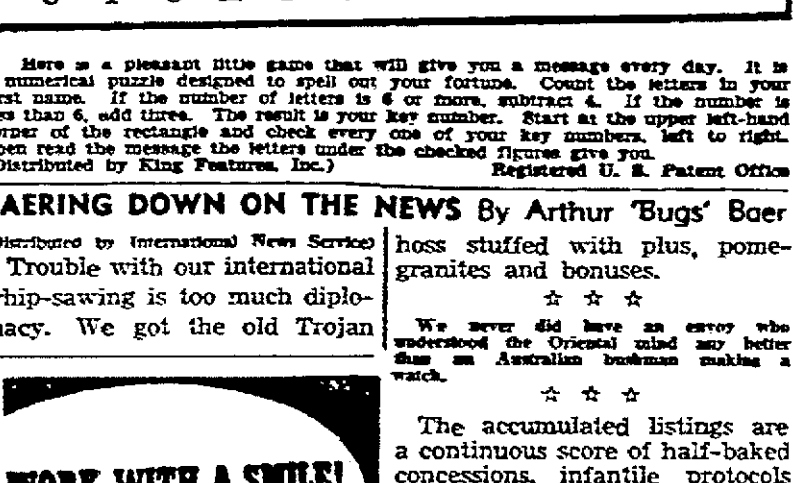 Here is a pleasant little game that will give you a message every day. It is
numerical puzzle designed to spell out your fortune. Count the letters in your
rst name. If the number of letters is 6 or more, subtract 4. If the number is
ss than 6, add three. The result is your key number. Start at the upper left-hand
orner of the rectangle and check every one of your key numbers, left to right.
hen read the message the letters under the checked figures give you.
Distributed by King Features, Inc.) Registered U. S. Patent Office
AERING DOWN ON THE NEWS By Arthur 'Bugs' Baer
istributed by International News Service)
Trouble with our international
hip-sawing is too much diplo-
nacy. We got the old Trojan
WORK WITH A SMILE!
hoss stuffed with plus, pome-
granites and bonuses.
☆ ☆ ☆
We never did have an envoy who
understood the Oriental mind any better
than an Australian bushman making a
watch.
☆ ☆ ☆
The accumulated listings are
a continuous score of half-baked
concessions, infantile protocols